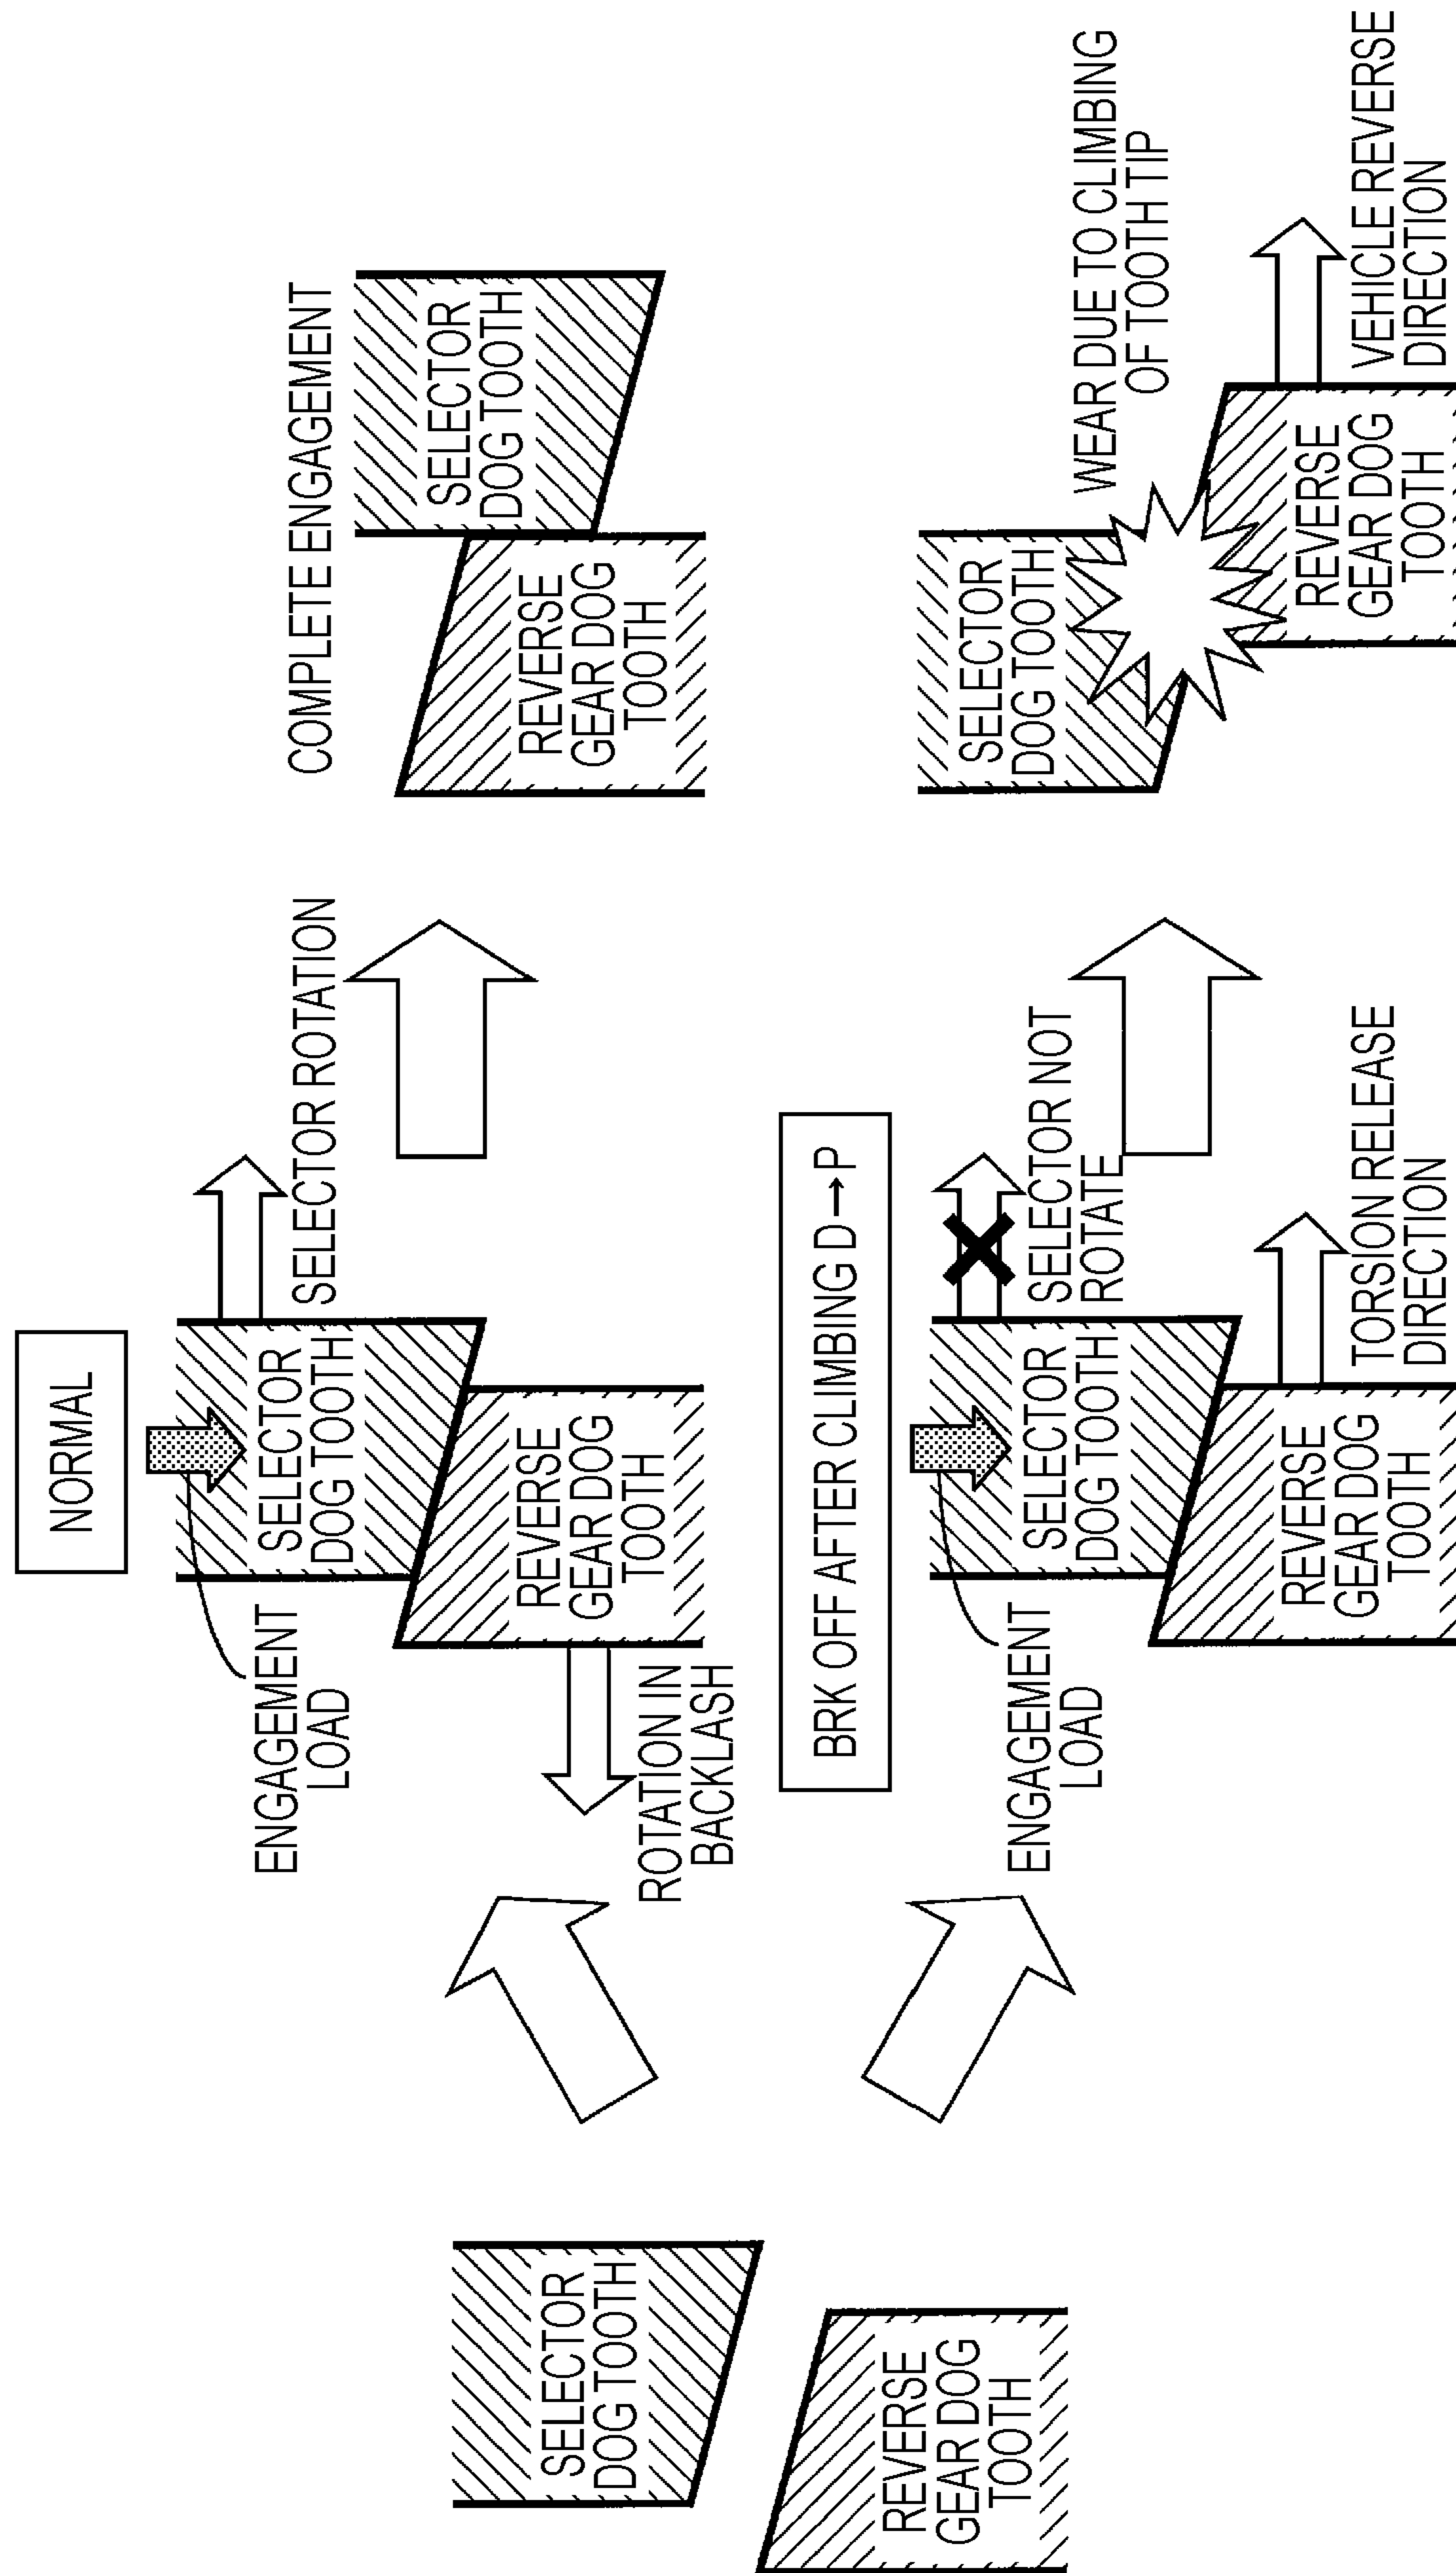 SELECTOR
DOG TOOTH
REVERSE
GEAR DOG
TOOTH
NORMAL
ENGAGEMENT
LOAD
SELECTOR
DOG TOOTH
REVERSE
GEAR DOG
TOOTH
ROTATION IN
BACKLASH
SELECTOR ROTATION
COMPLETE ENGAGEMENT
SELECTOR
DOG TOOTH
REVERSE
GEAR DOG
TOOTH
BRK OFF AFTER CLIMBING D→P
ENGAGEMENT
LOAD
SELECTOR
DOG TOOTH
REVERSE
GEAR DOG
TOOTH
SELECTOR NOT
ROTATE
TORSION RELEASE
DIRECTION
SELECTOR
DOG TOOTH
WEAR DUE TO CLIMBING
OF TOOTH TIP
REVERSE
GEAR DOG
TOOTH
VEHICLE REVERSE
DIRECTION